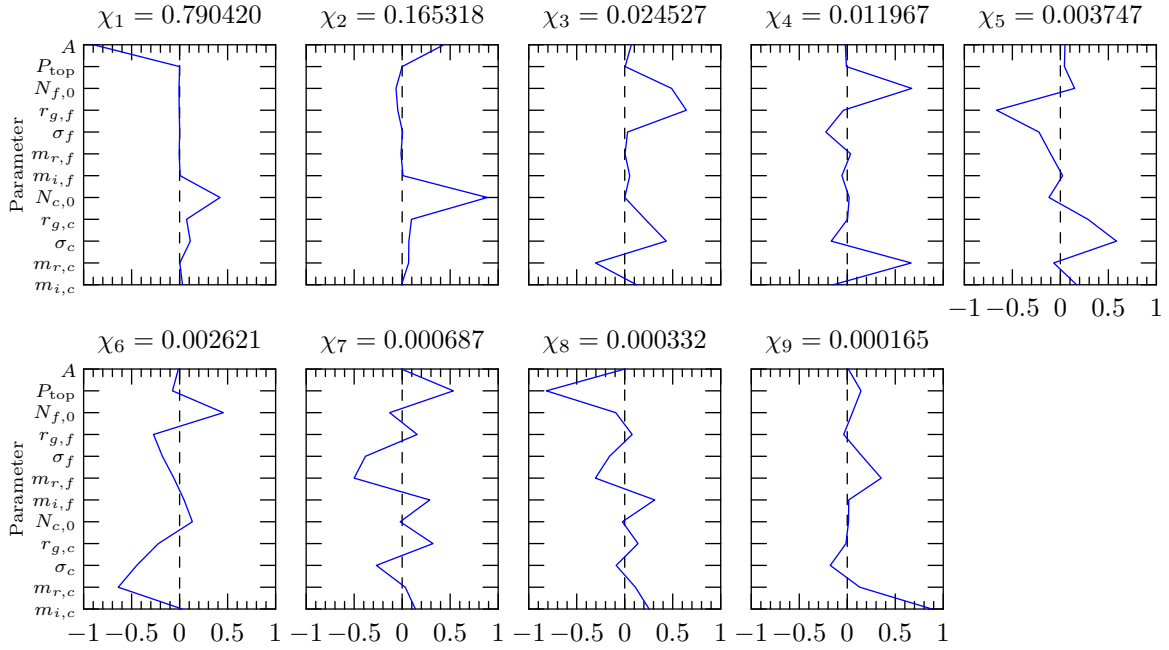 χ₁ = 0.790420 χ₂ = 0.165318 χ₃ = 0.024527 χ₄ = 0.011967 χ₅ = 0.003747
A
P_top
N_f,0
r_g,f
σ_f
m_r,f
m_i,f
N_c,0
r_g,c
σ_c
m_r,c
m_i,c
Parameter
−1 −0.5 0 0.5 1
χ₆ = 0.002621 χ₇ = 0.000687 χ₈ = 0.000332 χ₉ = 0.000165
A
P_top
N_f,0
r_g,f
σ_f
m_r,f
m_i,f
N_c,0
r_g,c
σ_c
m_r,c
m_i,c
Parameter
−1 −0.5 0 0.5 1 −1 −0.5 0 0.5 1 −1 −0.5 0 0.5 1 −1 −0.5 0 0.5 1